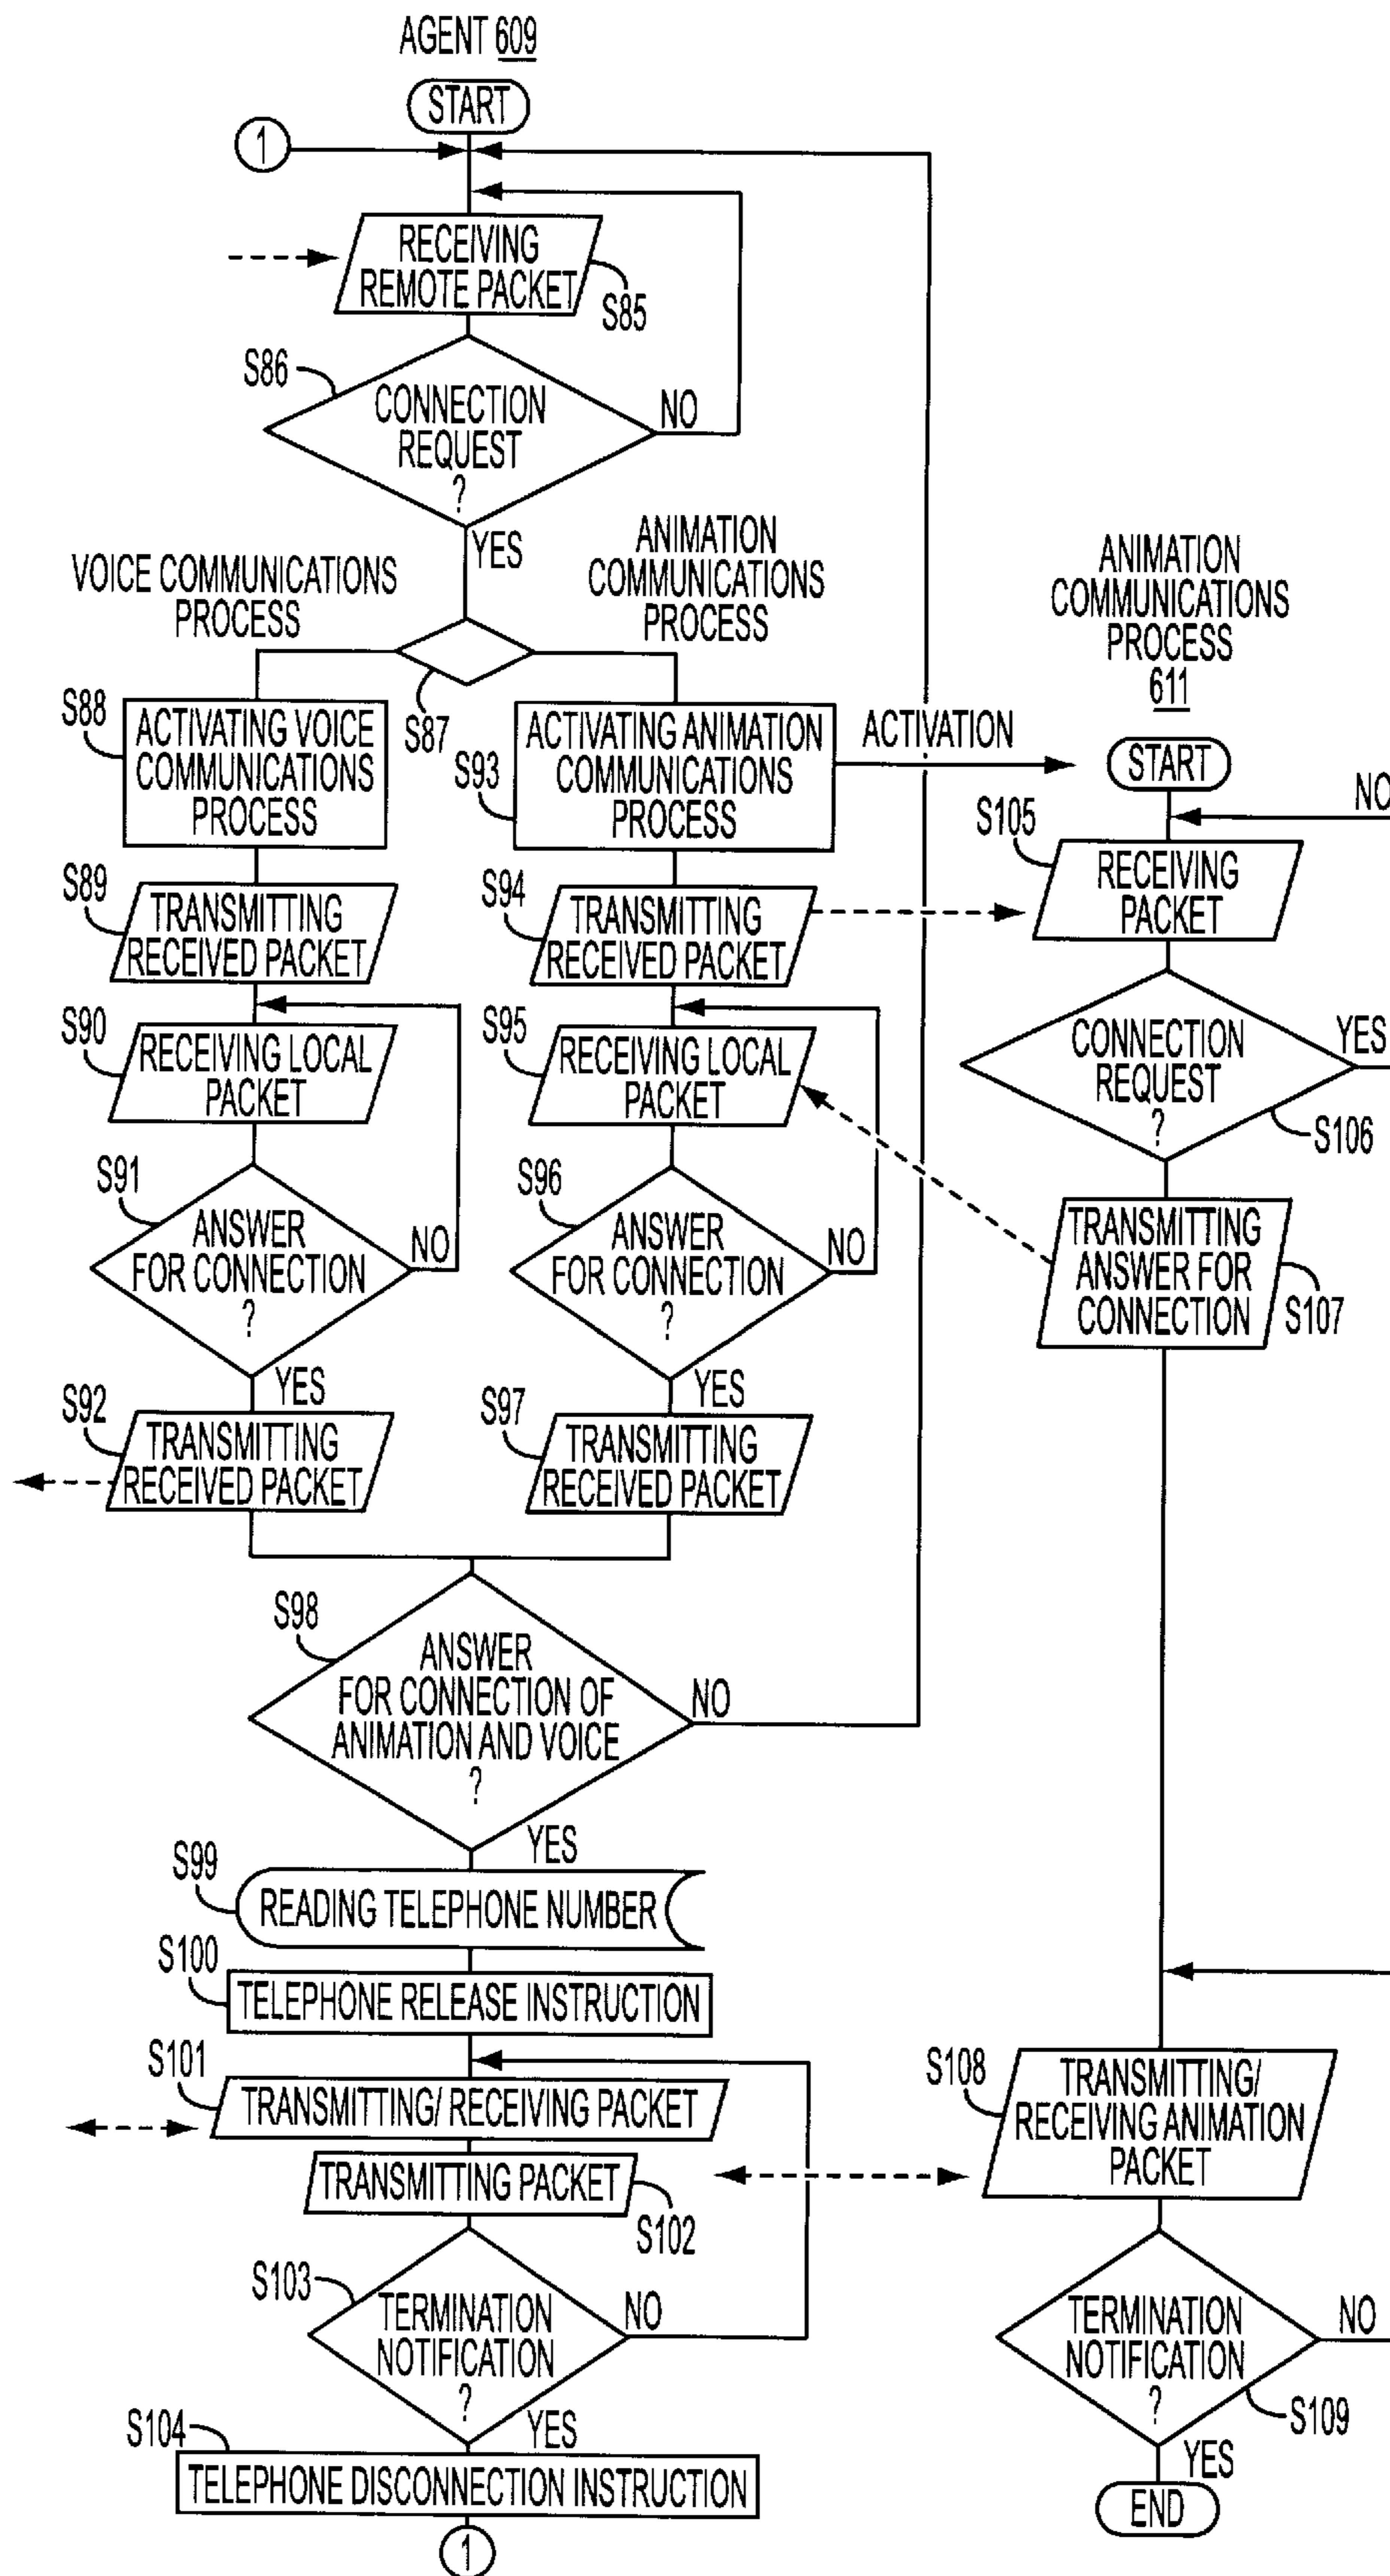 AGENT 609
START
1
RECEIVING
REMOTE PACKET
S85
S86
CONNECTION
REQUEST
?
NO
YES
VOICE COMMUNICATIONS
PROCESS
ANIMATION
COMMUNICATIONS
PROCESS
S87
S88
ACTIVATING VOICE
COMMUNICATIONS
PROCESS
S93
ACTIVATING ANIMATION
COMMUNICATIONS
PROCESS
ACTIVATION
S89
TRANSMITTING
RECEIVED PACKET
S94
TRANSMITTING
RECEIVED PACKET
S90
RECEIVING LOCAL
PACKET
S95
RECEIVING LOCAL
PACKET
S91
ANSWER
FOR CONNECTION
?
NO
YES
S96
ANSWER
FOR CONNECTION
?
NO
YES
S92
TRANSMITTING
RECEIVED PACKET
S97
TRANSMITTING
RECEIVED PACKET
S98
ANSWER
FOR CONNECTION OF
ANIMATION AND VOICE
?
NO
YES
S99
READING TELEPHONE NUMBER
S100
TELEPHONE RELEASE INSTRUCTION
S101
TRANSMITTING/ RECEIVING PACKET
TRANSMITTING PACKET
S102
S103
TERMINATION
NOTIFICATION
?
NO
YES
S104
TELEPHONE DISCONNECTION INSTRUCTION
1
ANIMATION
COMMUNICATIONS
PROCESS
611
START
NO
S105
RECEIVING
PACKET
CONNECTION
REQUEST
?
YES
S106
TRANSMITTING
ANSWER FOR
CONNECTION
S107
S108
TRANSMITTING/
RECEIVING ANIMATION
PACKET
TERMINATION
NOTIFICATION
?
NO
S109
YES
END